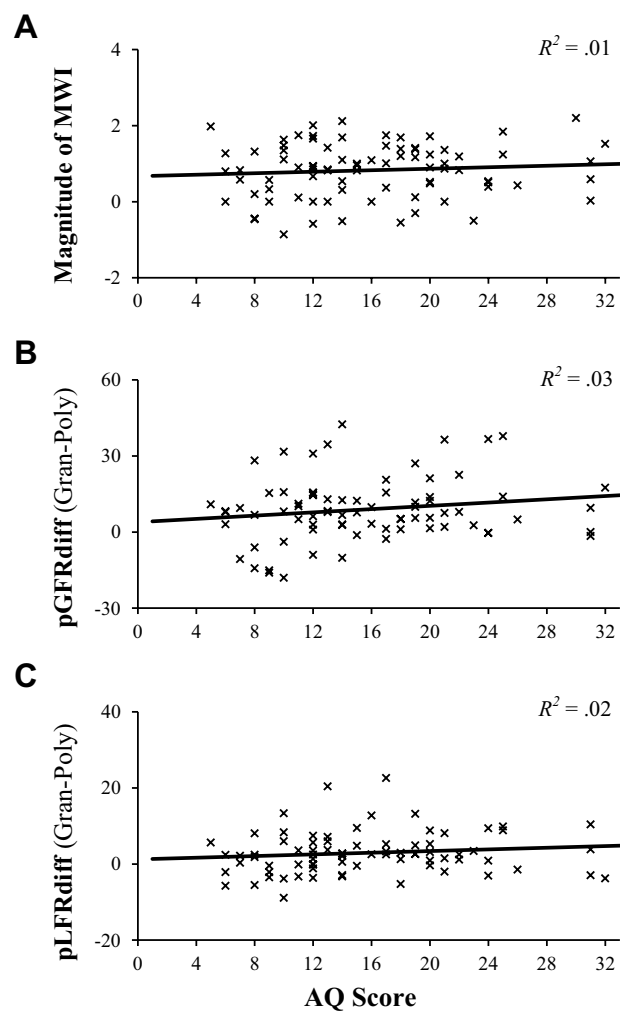 A
R² = .01
Magnitude of MWI
4
2
0
-2
0 4 8 12 16 20 24 28 32
B
R² = .03
pGFRdiff (Gran-Poly)
60
30
0
-30
0 4 8 12 16 20 24 28 32
C
R² = .02
pLFRdiff (Gran-Poly)
40
20
0
-20
0 4 8 12 16 20 24 28 32
AQ Score